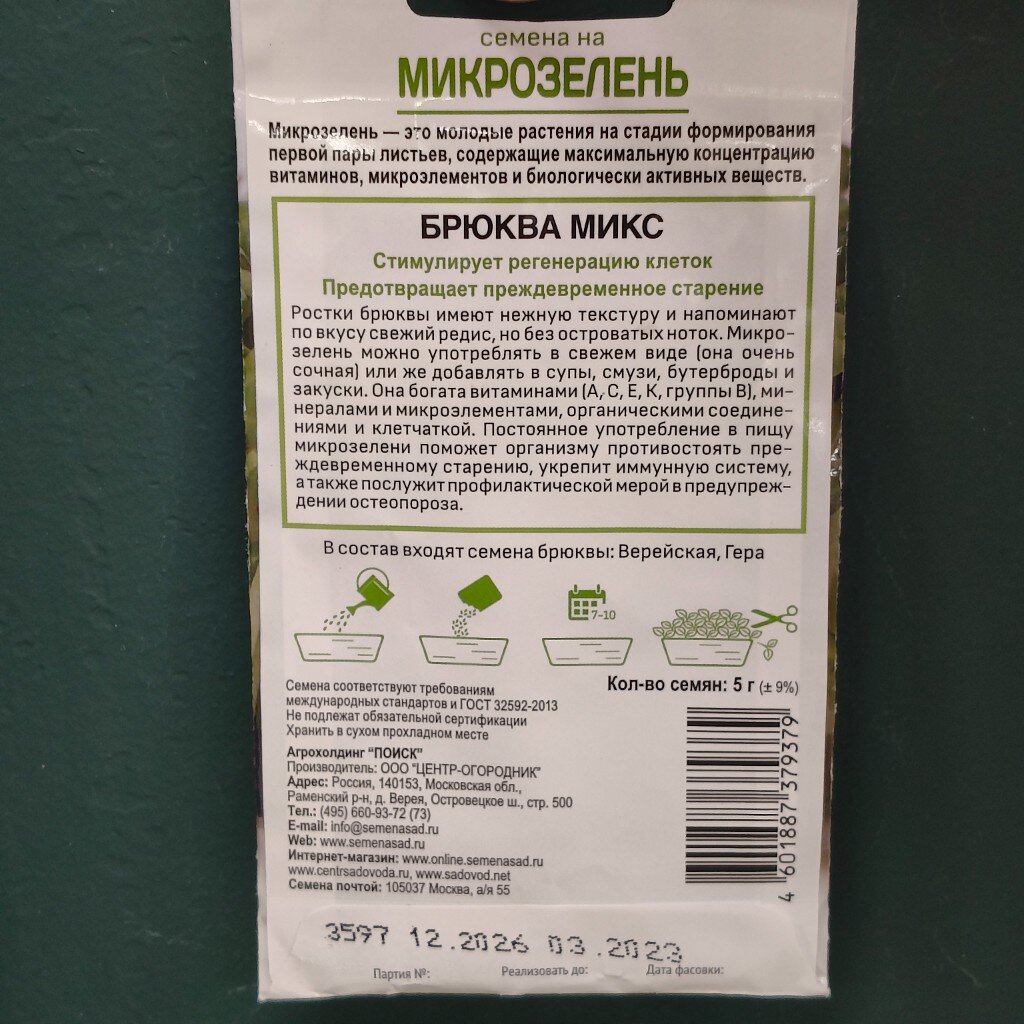 семена на
МИКРОЗЕЛЕНЬ
Микрозелень — это молодые растения на стадии формирования
первой пары листьев, содержащие максимальную концентрацию
витаминов, микроэлементов и биологически активных веществ.
БРЮКВА МИКС
Стимулирует регенерацию клеток
Предотвращает преждевременное старение
Ростки брюквы имеют нежную текстуру и напоминают
по вкусу свежий редис, но без островатых ноток. Микро-
зелень можно употреблять в свежем виде (она очень
сочная) или же добавлять в супы, смузи, бутерброды и
закуски. Она богата витаминами (А, С, Е, К, группы В), ми-
нералами и микроэлементами, органическими соедине-
ниями и клетчаткой. Постоянное употребление в пищу
микрозелени поможет организму противостоять пре-
ждевременному старению, укрепит иммунную систему,
а также послужит профилактической мерой в предупреж-
дении остеопороза.
В состав входят семена брюквы: Верейская, Гера
7-10
Кол-во семян: 5 г (± 9%)
Семена соответствуют требованиям
международных стандартов и ГОСТ 32592-2013
Не подлежат обязательной сертификации
Хранить в сухом прохладном месте
Агрохолдинг "ПОИСК"
Производитель: ООО "ЦЕНТР-ОГОРОДНИК"
Адрес: Россия, 140153, Московская обл.,
Раменский р-н, д. Верея, Островецкое ш., стр. 500
Тел.: (495) 660-93-72 (73)
E-mail: info@semenasad.ru
Web: www.semenasad.ru
Интернет-магазин: www.online.semenasad.ru
www.centrsadovoda.ru, www.sadovod.net
Семена почтой: 105037 Москва, а/я 55
4 601887 379379
3597 12.2026 03.2023
Партия №: Реализовать до: Дата фасовки: